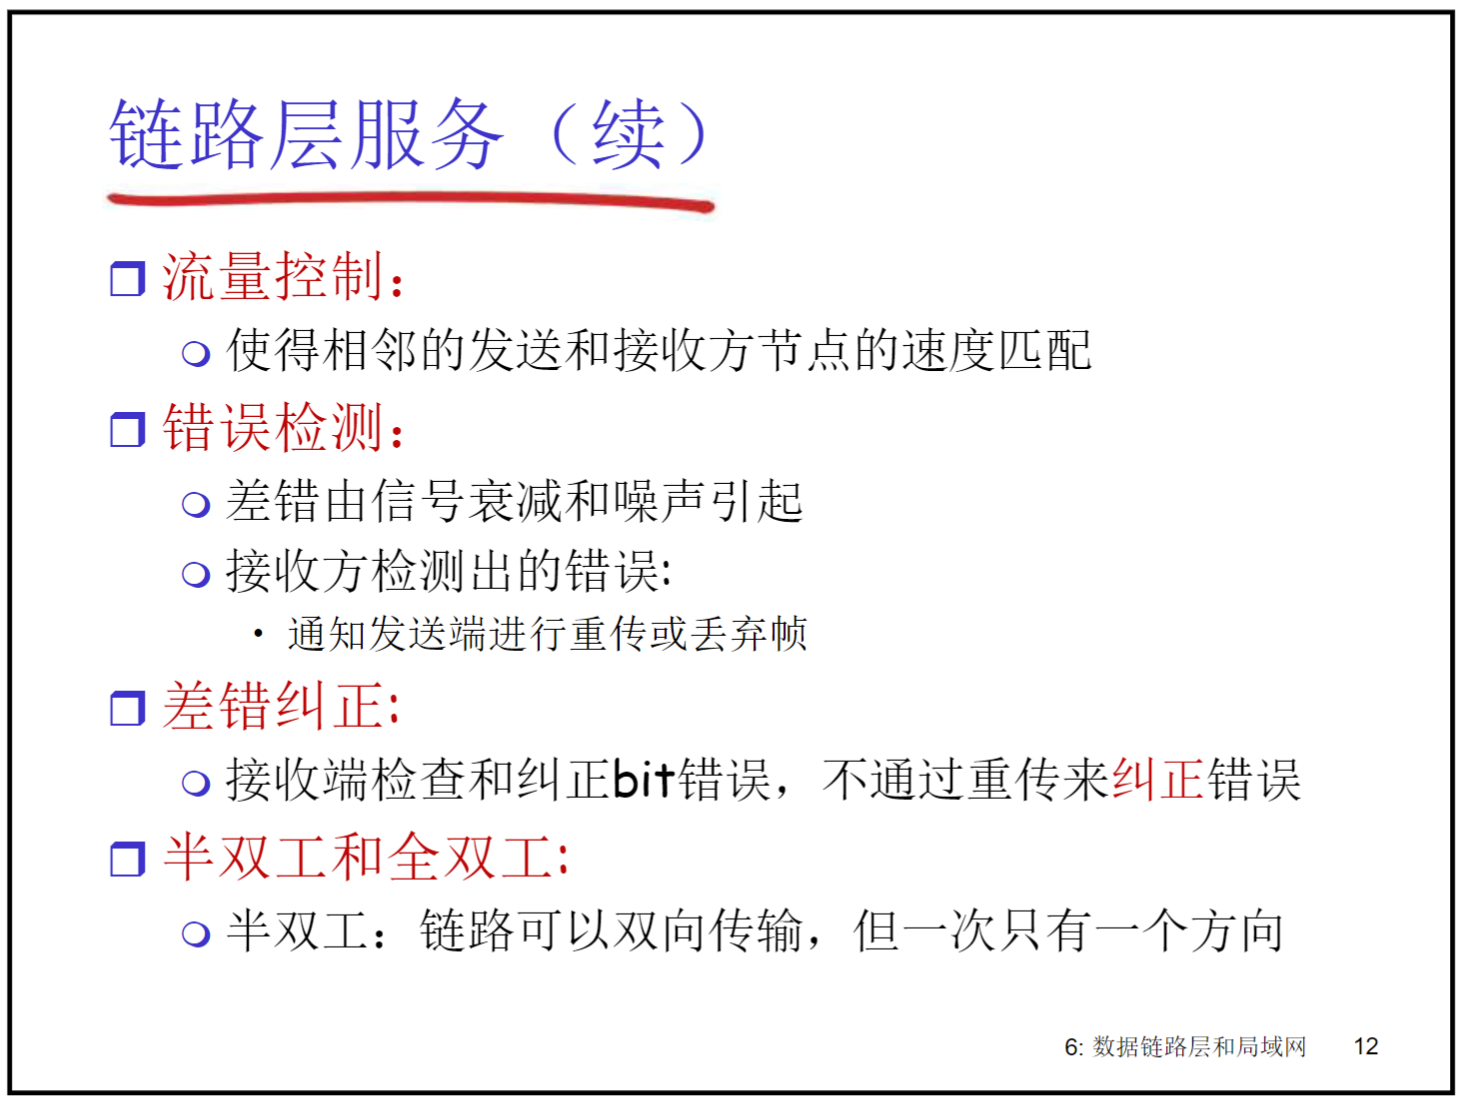 链路层服务（续）
流量控制：
使得相邻的发送和接收方节点的速度匹配
错误检测：
差错由信号衰减和噪声引起
接收方检测出的错误:
• 通知发送端进行重传或丢弃帧
差错纠正:
接收端检查和纠正bit错误，不通过重传来纠正错误
半双工和全双工:
半双工：链路可以双向传输，但一次只有一个方向
6: 数据链路层和局域网 12